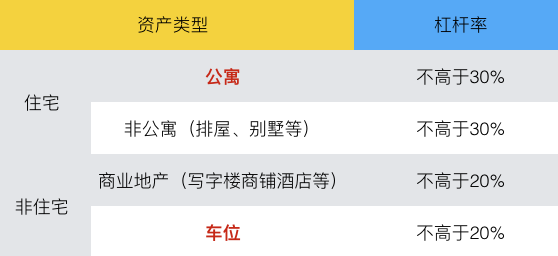 资产类型 杠杆率
住宅 公寓 不高于30%
非公寓（排屋、别墅等） 不高于30%
非住宅 商业地产（写字楼商铺酒店等） 不高于20%
车位 不高于20%